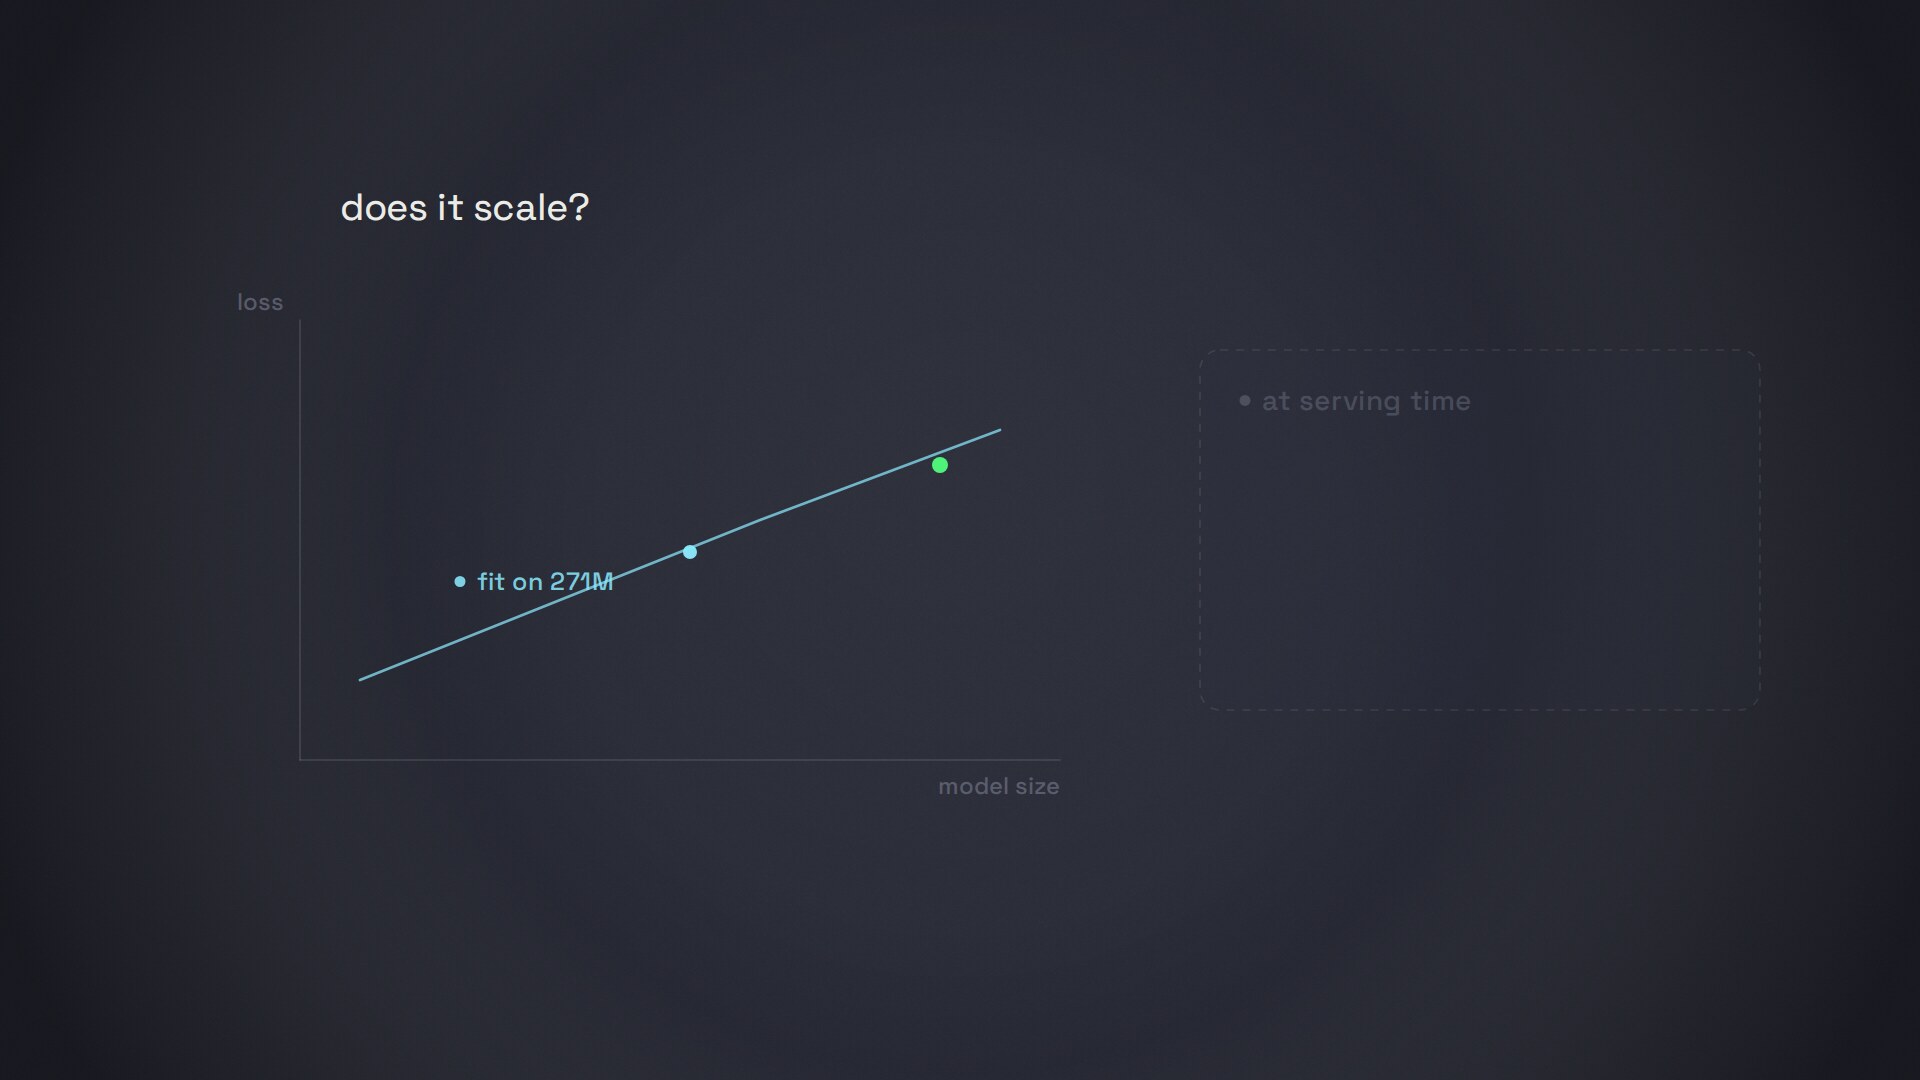 does it scale?
loss
at serving time
fit on 271M
model size